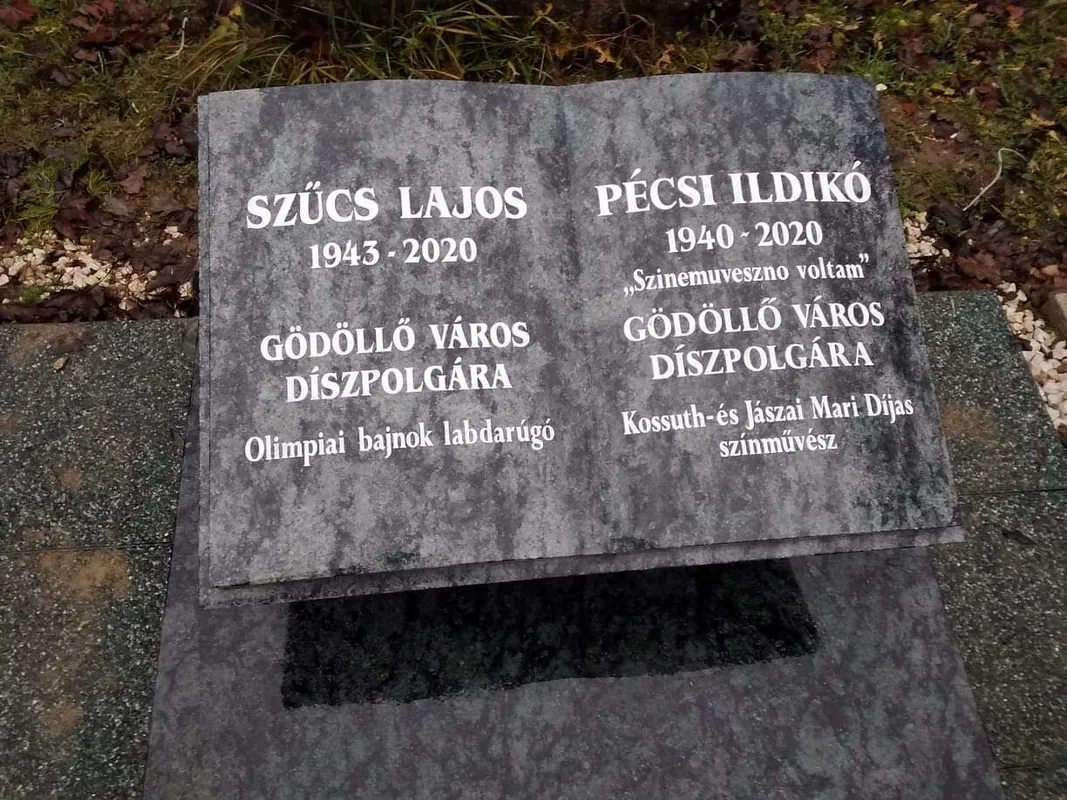 SZŰCS LAJOS
1943 - 2020
GÖDÖLLŐ VÁROS
DÍSZPOLGÁRA
Olimpiai bajnok labdarúgó
PÉCSI ILDIKÓ
1940 - 2020
„Szinemuveszno voltam”
GÖDÖLLŐ VÁROS
DÍSZPOLGÁRA
Kossuth-és Jászai Mari Díjas
színművész